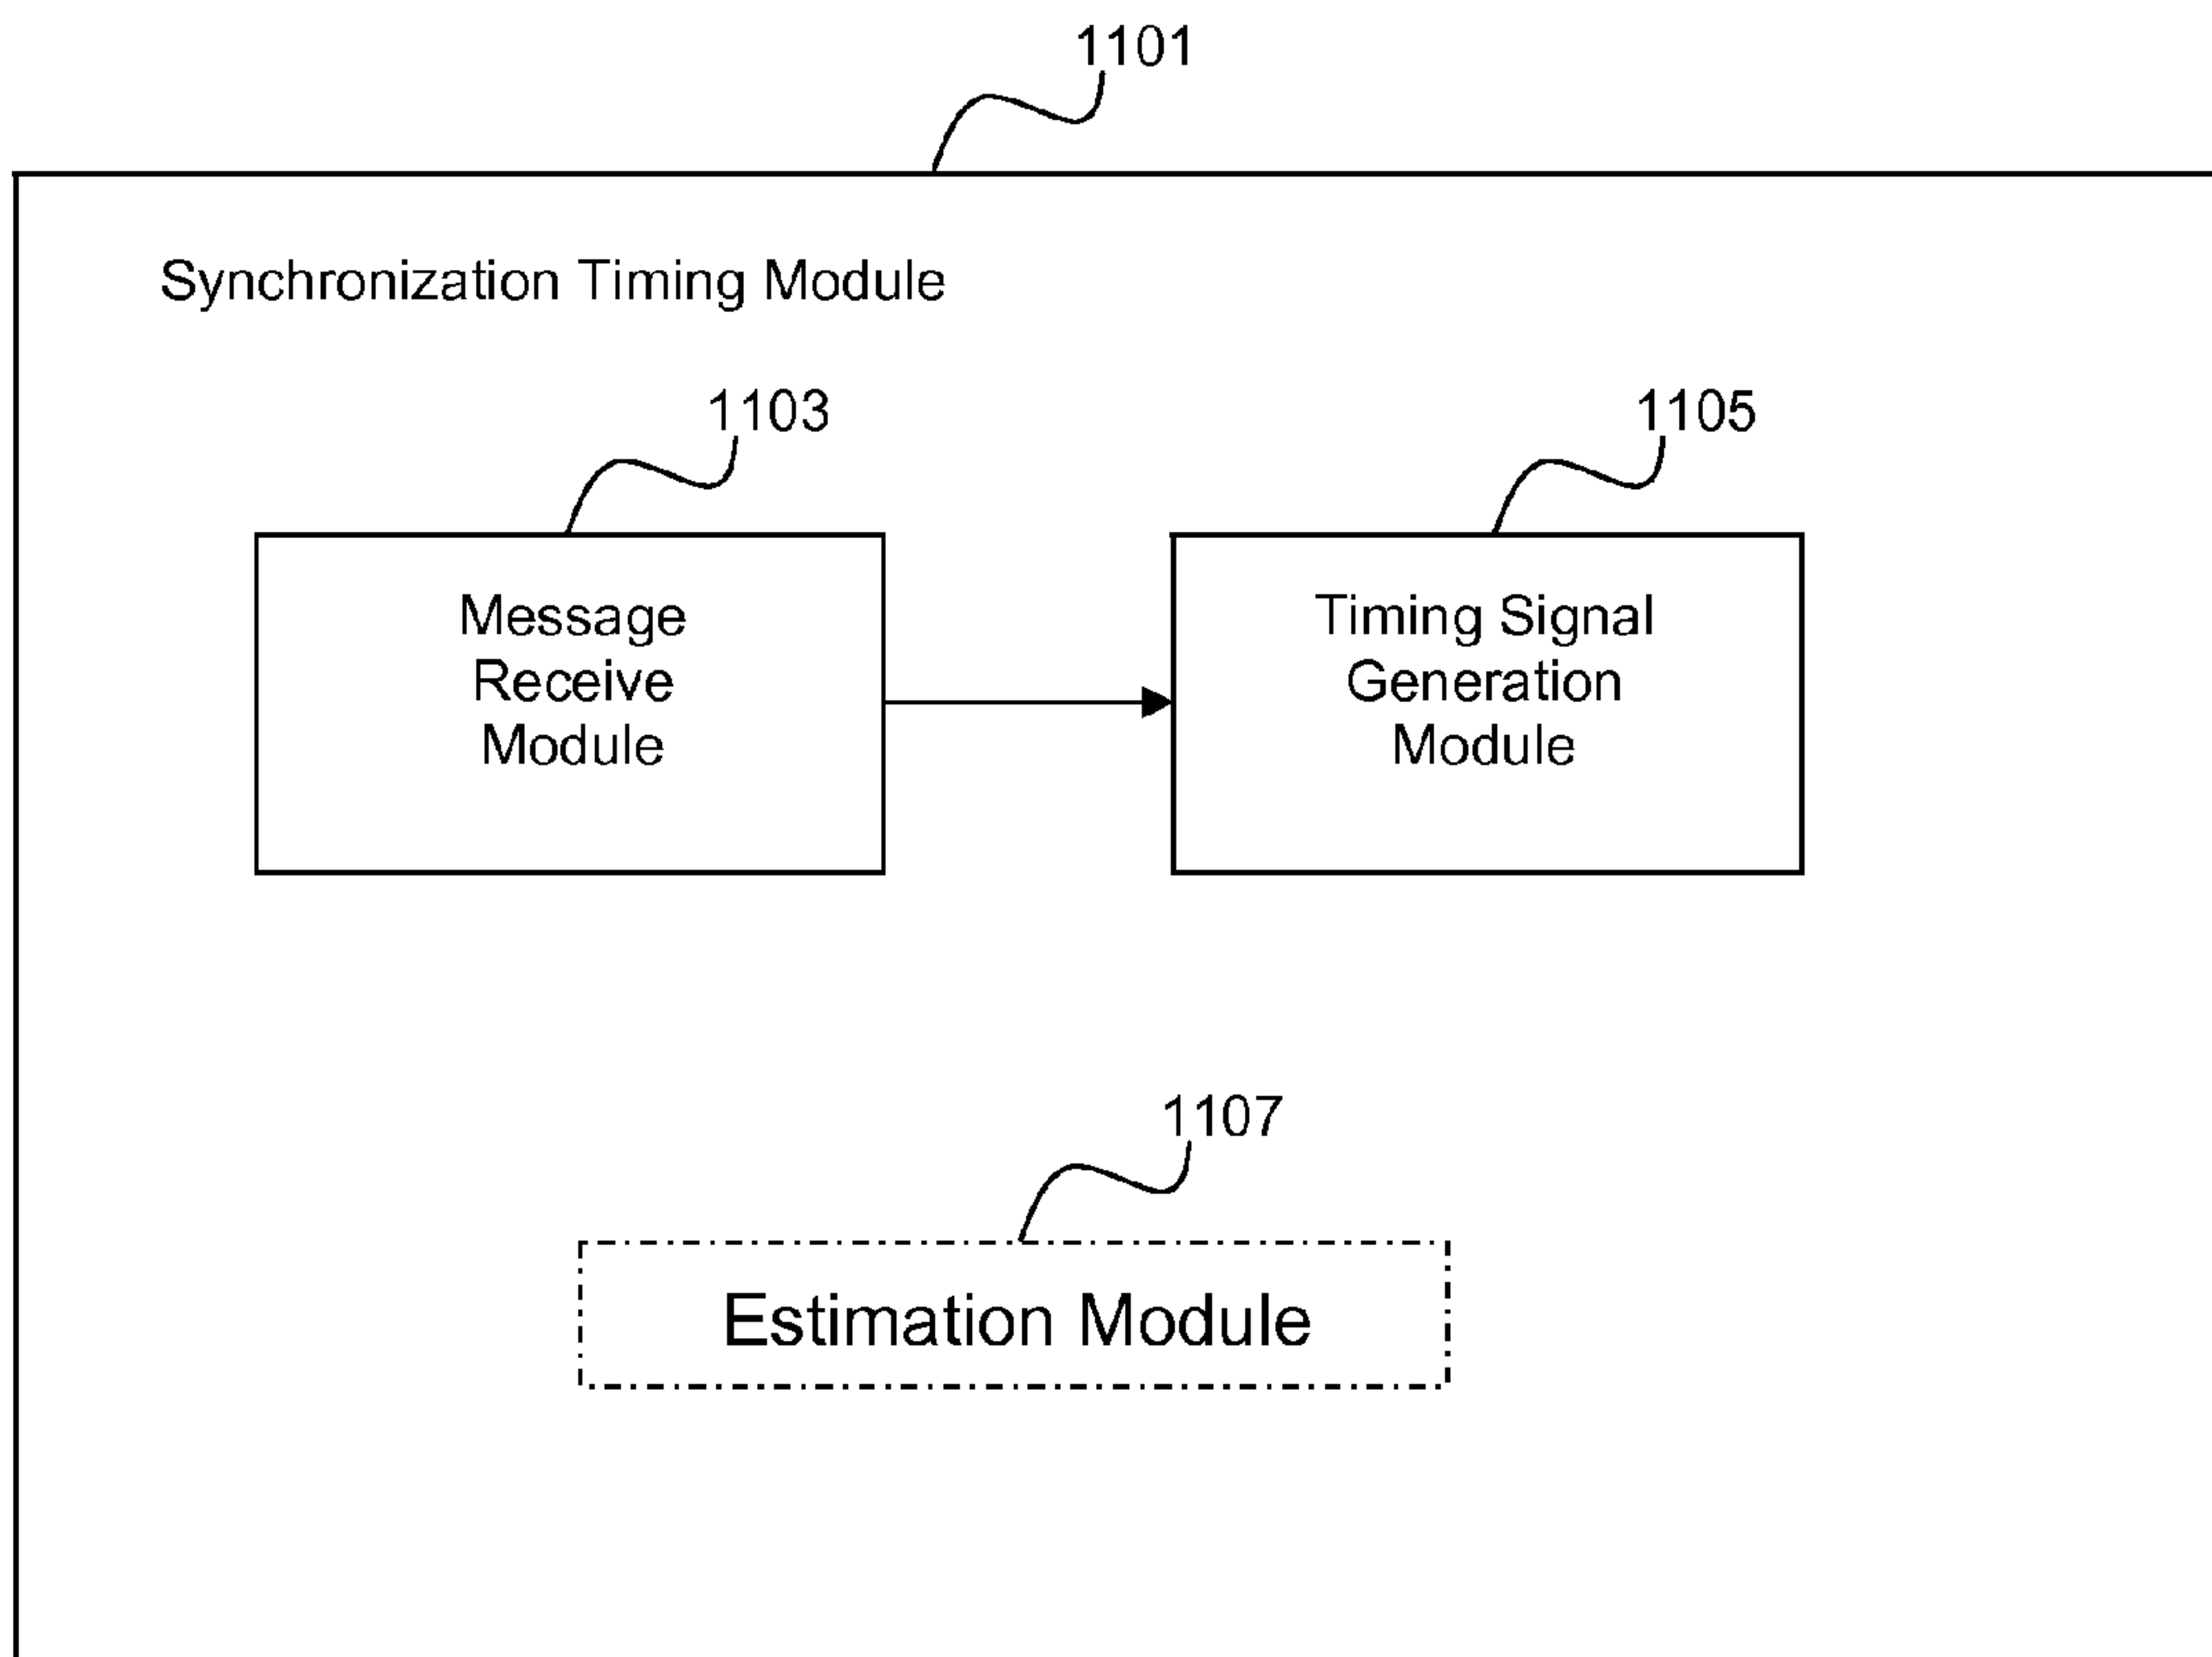 1101
Synchronization Timing Module
1103
1105
Message
Receive
Module
Timing Signal
Generation
Module
1107
Estimation Module